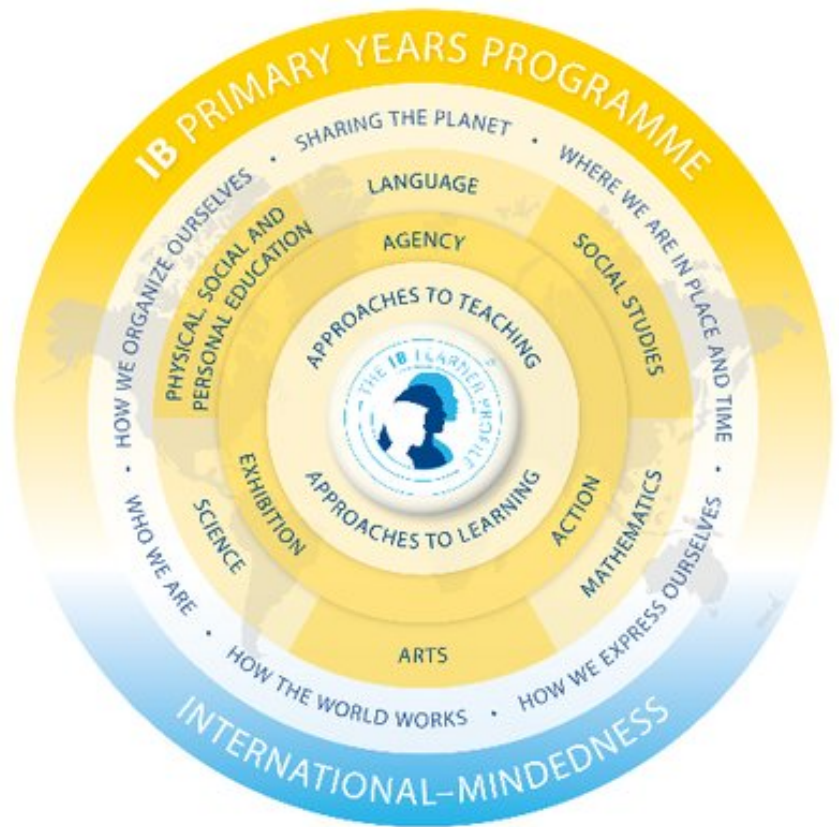 IB PRIMARY YEARS PROGRAMME
SHARING THE PLANET
WHERE WE ARE IN PLACE AND TIME
HOW WE EXPRESS OURSELVES
HOW THE WORLD WORKS
WHO WE ARE
HOW WE ORGANIZE OURSELVES
LANGUAGE
SOCIAL STUDIES
MATHEMATICS
ARTS
SCIENCE
PHYSICAL, SOCIAL AND
PERSONAL EDUCATION
AGENCY
ACTION
EXHIBITION
APPROACHES TO TEACHING
APPROACHES TO LEARNING
THE IB LEARNER PROFILE
INTERNATIONAL–MINDEDNESS